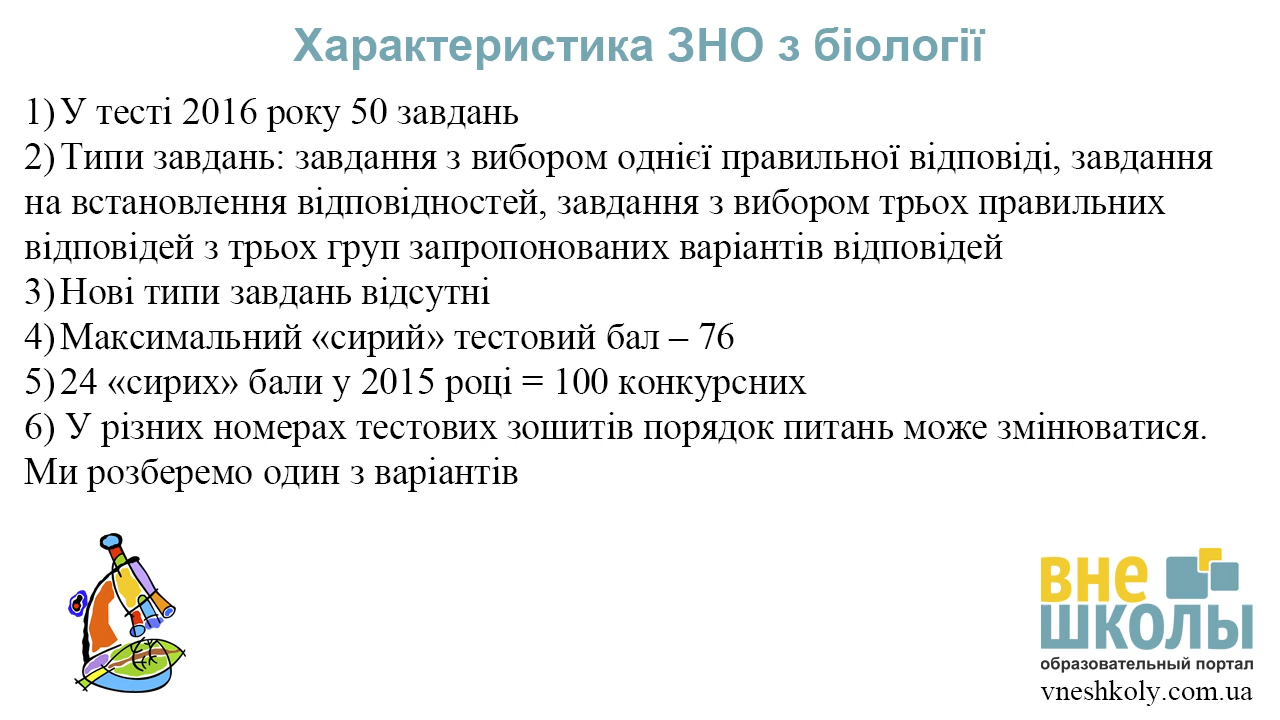 Характеристика ЗНО з біології
1) У тесті 2016 року 50 завдань
2) Типи завдань: завдання з вибором однієї правильної відповіді, завдання
на встановлення відповідностей, завдання з вибором трьох правильних
відповідей з трьох груп запропонованих варіантів відповідей
3) Нові типи завдань відсутні
4) Максимальний «сирий» тестовий бал – 76
5) 24 «сирих» бали у 2015 році = 100 конкурсних
6) У різних номерах тестових зошитів порядок питань може змінюватися.
Ми розберемо один з варіантів
вне
школы
образовательный портал
vneshkoly.com.ua